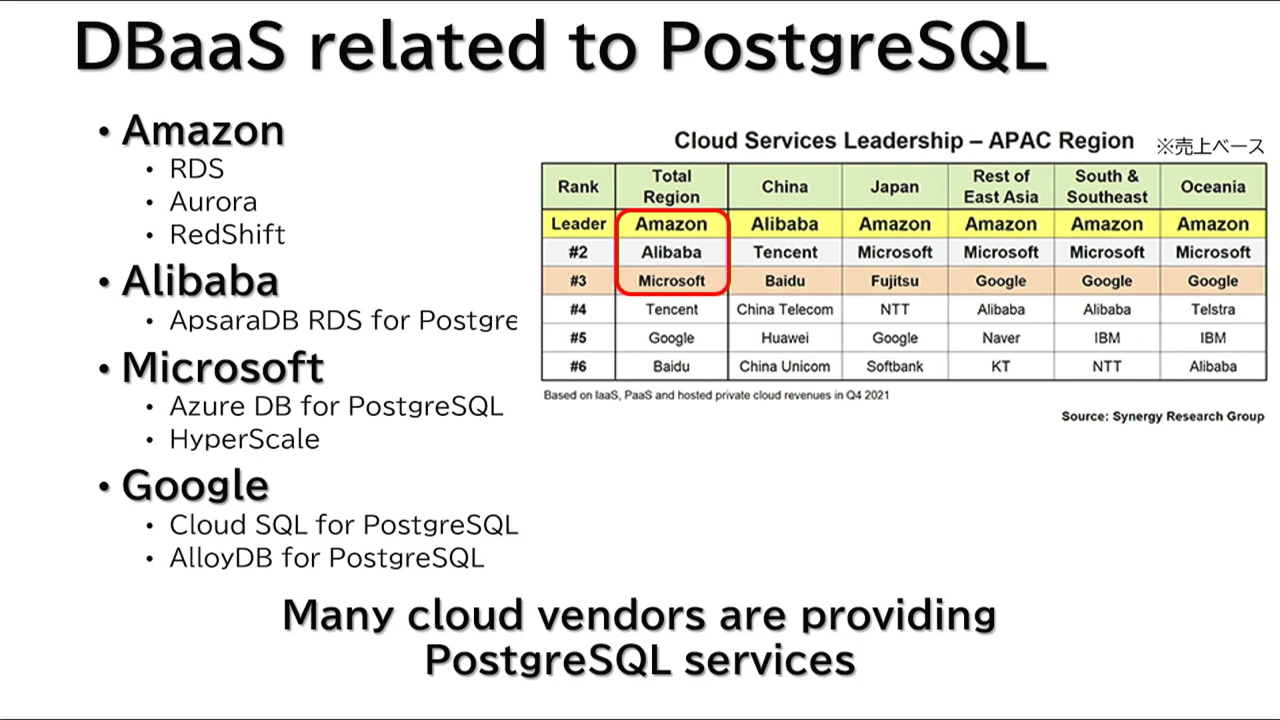 DBaaS related to PostgreSQL
• Amazon
• RDS
• Aurora
• RedShift
• Alibaba
• ApsaraDB RDS for Postgre
• Microsoft
• Azure DB for PostgreSQL
• HyperScale
• Google
• Cloud SQL for PostgreSQL
• AlloyDB for PostgreSQL
Cloud Services Leadership – APAC Region
※売上ベース
Rank Total Region China Japan Rest of East Asia South & Southeast Oceania
Leader Amazon Alibaba Amazon Amazon Amazon Amazon
#2 Alibaba Tencent Microsoft Microsoft Microsoft Microsoft
#3 Microsoft Baidu Fujitsu Google Google Google
#4 Tencent China Telecom NTT Alibaba Alibaba Telstra
#5 Google Huawei Google Naver IBM IBM
#6 Baidu China Unicom Softbank KT NTT Alibaba
Based on IaaS, PaaS and hosted private cloud revenues in Q4 2021
Source: Synergy Research Group
Many cloud vendors are providing
PostgreSQL services